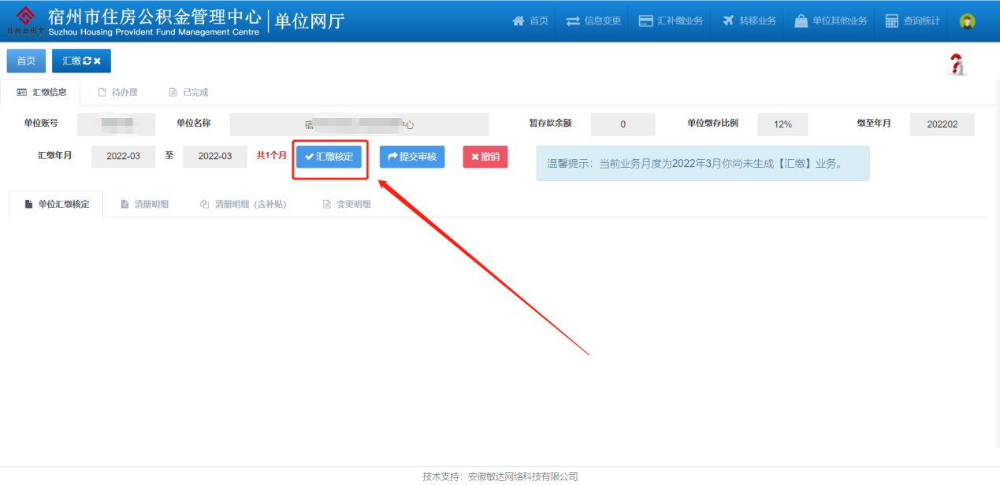 住房公积金 宿州市住房公积金管理中心 单位网厅 首页 信息变更 汇补缴业务 转移业务 单位其他业务 查询统计
Suzhou Housing Provident Fund Management Centre
首页 汇缴
汇缴信息 待办理 已完成
单位账号 单位名称 宿 中心 暂存款余额 0 单位缴存比例 12% 缴至年月 202202
汇缴年月 2022-03 至 2022-03 共1个月 汇缴核定 提交审核 撤销 温馨提示：当前业务月度为2022年3月你尚未生成【汇缴】业务。
单位汇缴核定 清册明细 清册明细（含补贴） 变更明细
技术支持：安徽敏达网络科技有限公司